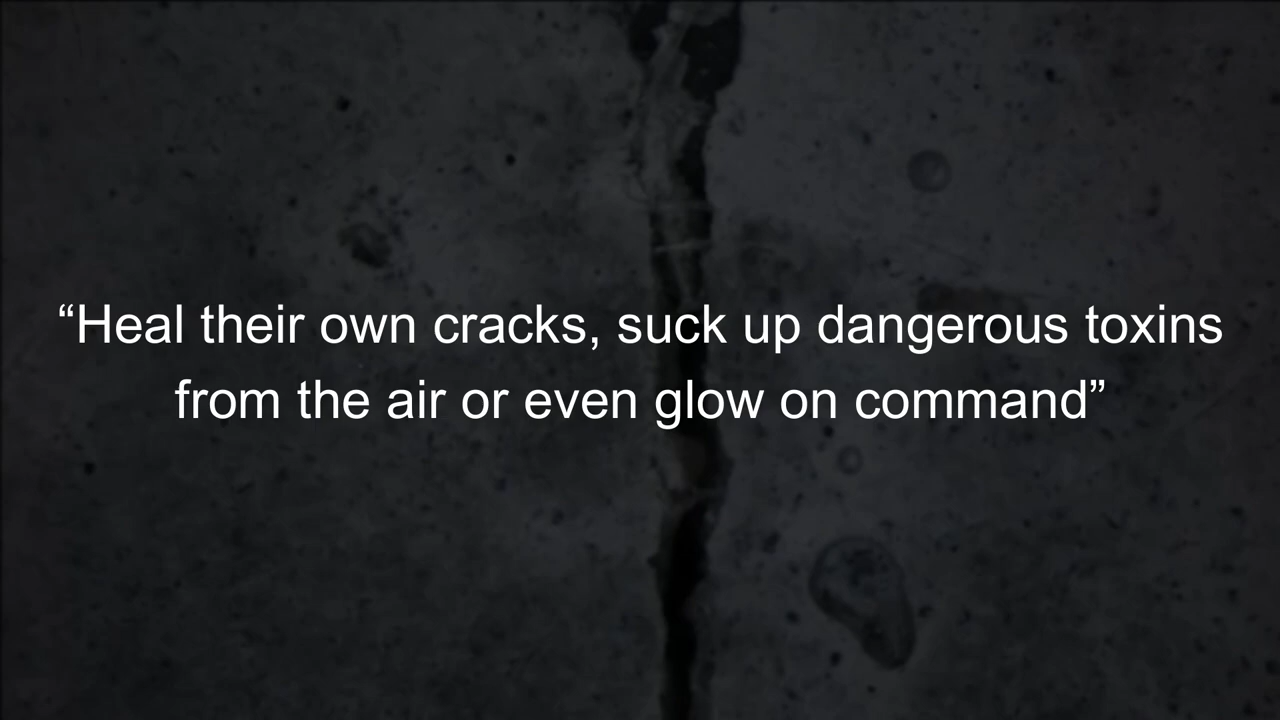 “Heal their own cracks, suck up dangerous toxins
from the air or even glow on command”